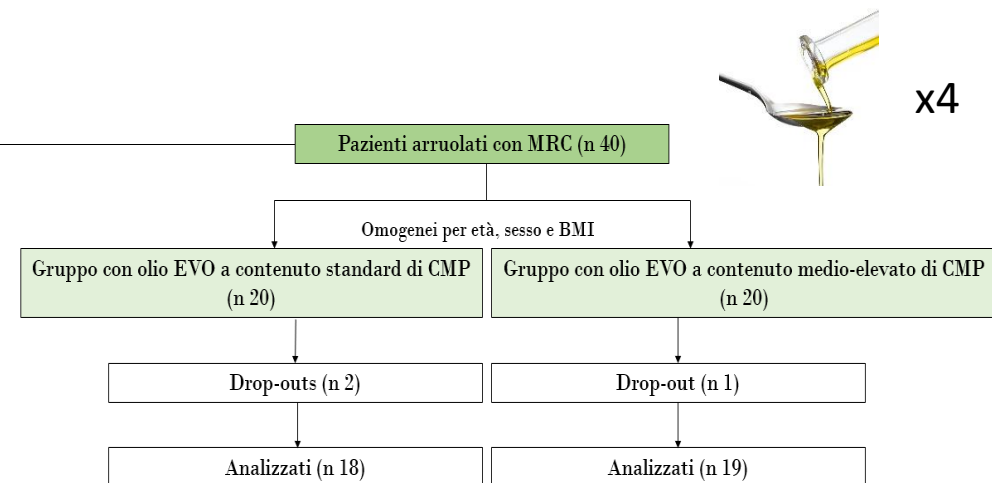 x4
Pazienti arruolati con MRC (n 40)
Omogenei per età, sesso e BMI
Gruppo con olio EVO a contenuto standard di CMP
(n 20)
Gruppo con olio EVO a contenuto medio-elevato di CMP
(n 20)
Drop-outs (n 2)
Drop-out (n 1)
Analizzati (n 18)
Analizzati (n 19)